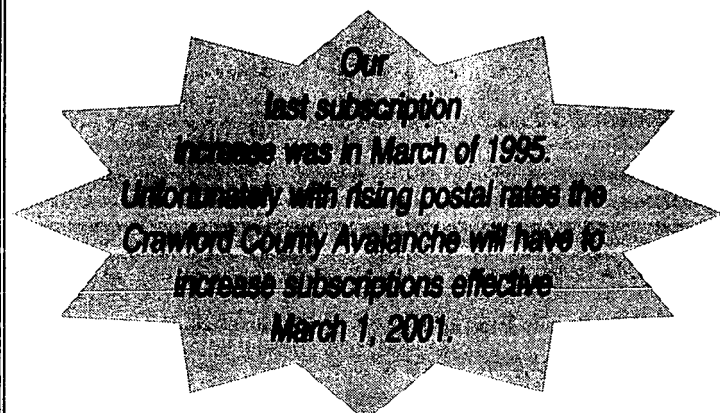 Our
last subscription
increase was in March of 1995.
Unfortunately with rising postal rates the
Crawford County Avalanche will have to
increase subscriptions effective
March 1, 2001.